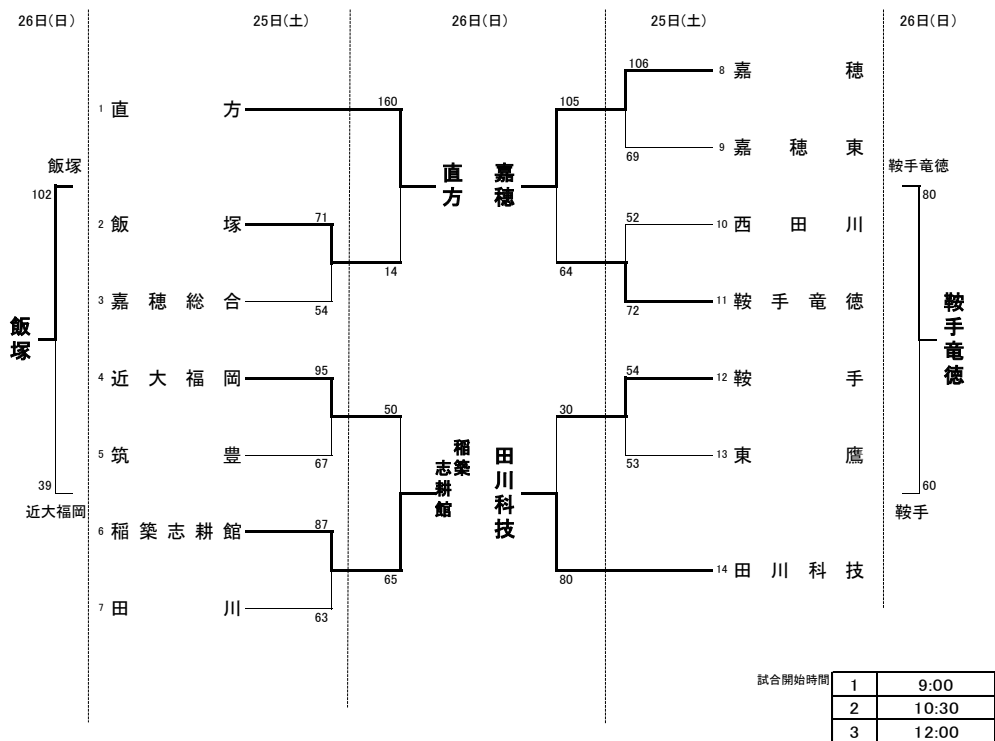 26日(日)
25日(土)
26日(日)
25日(土)
26日(日)
1 直方
160
2 飯塚
71
14
3 嘉穂総合
54
4 近大福岡
95
50
5 筑豊
67
6 稲築志耕館
87
65
7 田川
63
飯塚
102
飯塚
39
近大福岡
直方
嘉穂
稲築
志耕館
田川科技
106
8 嘉穂
105
69
9 嘉穂東
52
10 西田川
64
72
11 鞍手竜徳
54
12 鞍手
30
53
13 東鷹
80
14 田川科技
鞍手竜徳
80
鞍手竜徳
60
鞍手
試合開始時間
1 9:00
2 10:30
3 12:00